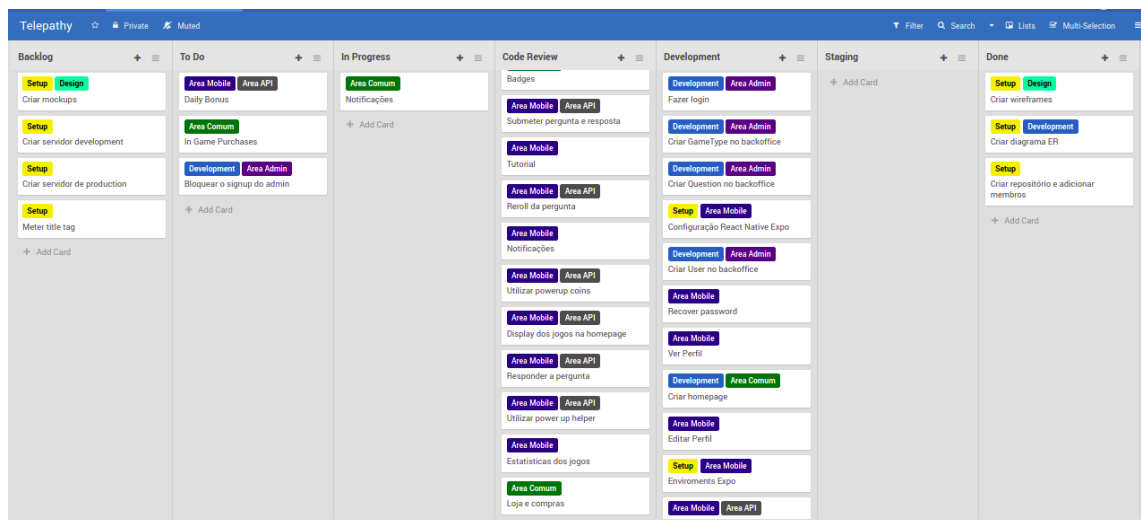 Telepathy Private Muted Filter Search Lists Multi-Selection
Backlog
Setup Design
Criar mockups
Setup
Criar servidor development
Setup
Criar servidor de production
Setup
Meter title tag
Add Card
To Do
Area Mobile Area API
Daily Bonus
Area Comum
In Game Purchases
Development Area Admin
Bloquear o signup do admin
Add Card
In Progress
Area Comum
Notificações
Add Card
Code Review
Badges
Area Mobile Area API
Submeter pergunta e resposta
Area Mobile
Tutorial
Area Mobile Area API
Reroll da pergunta
Area Mobile
Notificações
Area Mobile Area API
Utilizar powerup coins
Area Mobile Area API
Display dos jogos na homepage
Area Mobile Area API
Responder a pergunta
Area Mobile Area API
Utilizar power up helper
Area Mobile
Estatisticas dos jogos
Area Comum
Loja e compras
Development
Development Area Admin
Fazer login
Development Area Admin
Criar GameType no backoffice
Development Area Admin
Criar Question no backoffice
Setup Area Mobile
Configuração React Native Expo
Development Area Admin
Criar User no backoffice
Area Mobile
Recover password
Area Mobile
Ver Perfil
Development Area Comum
Criar homepage
Area Mobile
Editar Perfil
Setup Area Mobile
Enviroments Expo
Area Mobile Area API
Staging
Add Card
Done
Setup Design
Criar wireframes
Setup Development
Criar diagrama ER
Setup
Criar repositório e adicionar
membros
Add Card